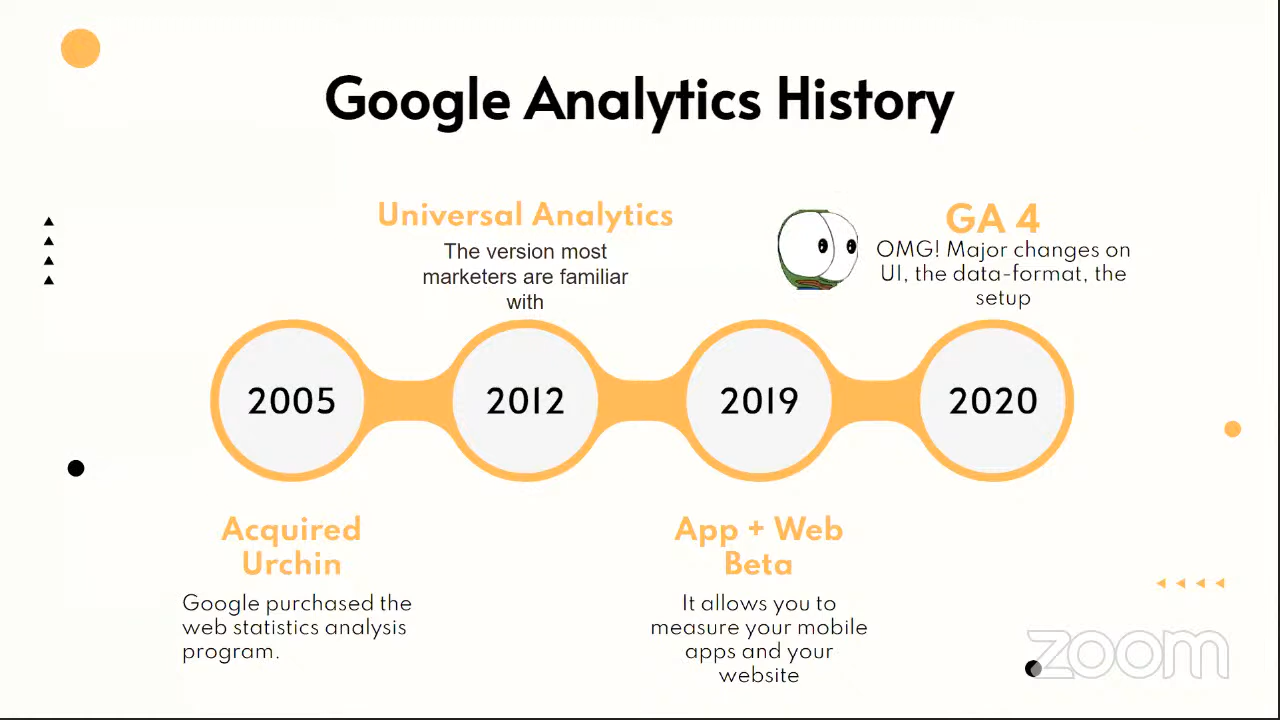 Google Analytics History
Universal Analytics
The version most
marketers are familiar
with
GA 4
OMG! Major changes on
UI, the data-format, the
setup
2005
2012
2019
2020
Acquired
Urchin
Google purchased the
web statistics analysis
program.
App + Web
Beta
It allows you to
measure your mobile
apps and your
website
zoom